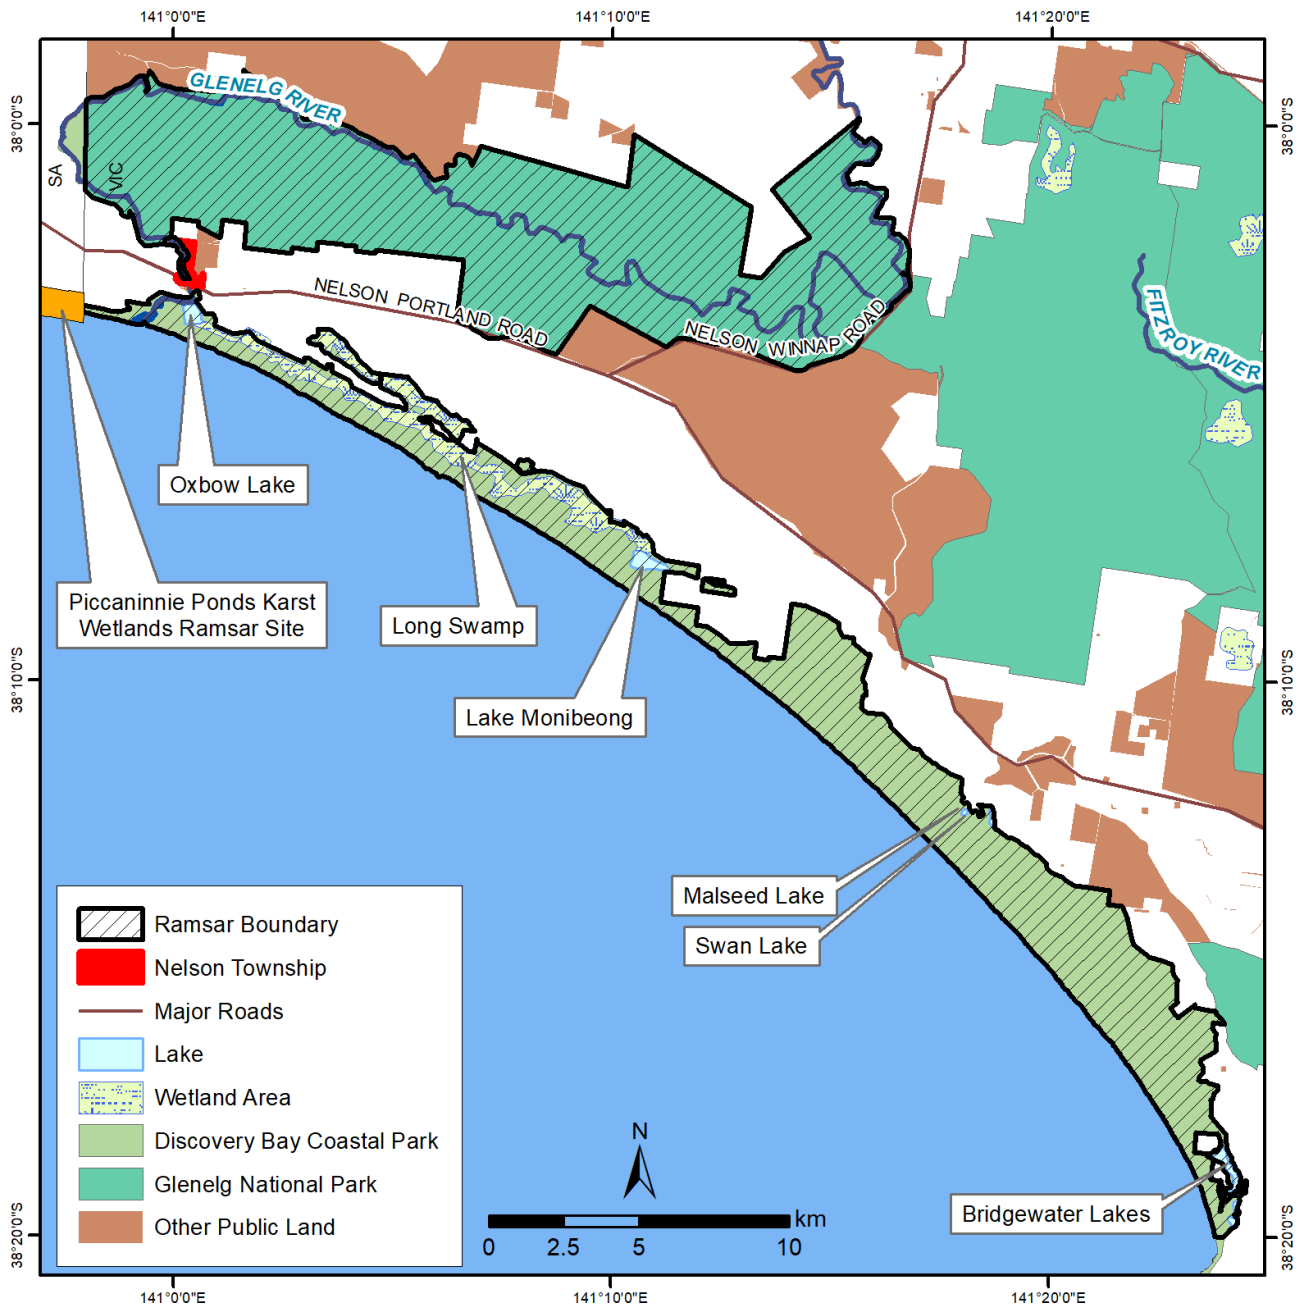 141°0'0"E
141°10'0"E
141°20'0"E
38°0'0"S
38°0'0"S
GLENELG RIVER
SA
VIC
NELSON PORTLAND ROAD
NELSON WINNAP ROAD
FITZROY RIVER
Oxbow Lake
Piccaninnie Ponds Karst
Wetlands Ramsar Site
Long Swamp
Lake Monibeong
38°10'0"S
38°10'0"S
Malseed Lake
Swan Lake
Bridgewater Lakes
Ramsar Boundary
Nelson Township
Major Roads
Lake
Wetland Area
Discovery Bay Coastal Park
Glenelg National Park
Other Public Land
N
km
0 2.5 5 10
38°20'0"S
38°20'0"S
141°0'0"E
141°10'0"E
141°20'0"E